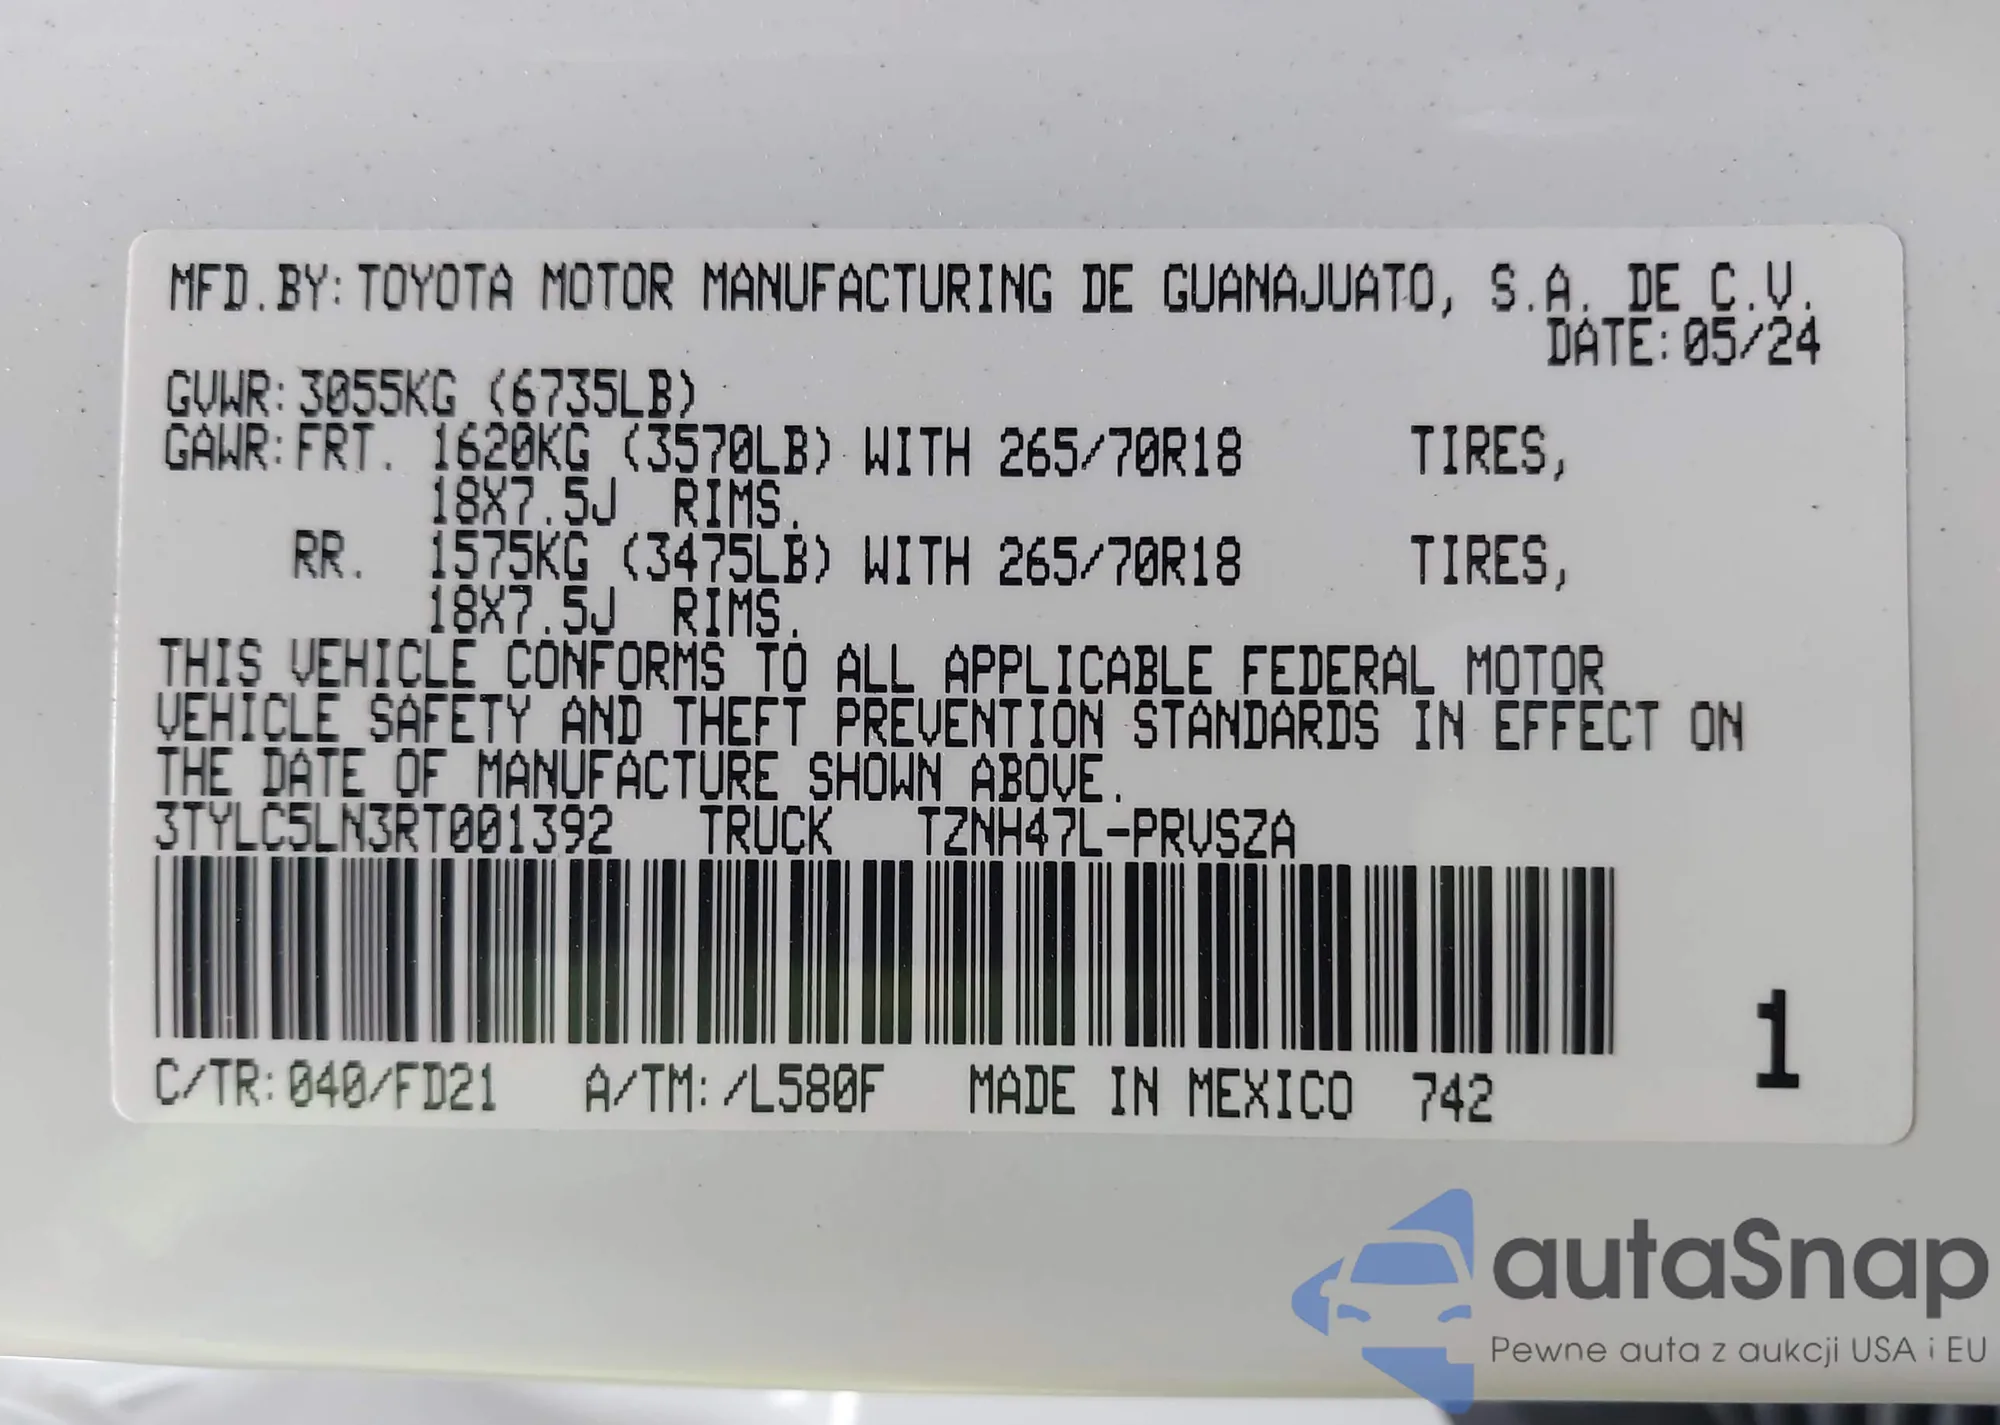 MFD.BY:TOYOTA MOTOR MANUFACTURING DE GUANAJUATO, S.A. DE C.V.
DATE:05/24
GVWR:3055KG (6735LB)
GAWR:FRT. 1620KG (3570LB) WITH 265/70R18 TIRES,
18X7.5J RIMS.
RR. 1575KG (3475LB) WITH 265/70R18 TIRES,
18X7.5J RIMS.
THIS VEHICLE CONFORMS TO ALL APPLICABLE FEDERAL MOTOR
VEHICLE SAFETY AND THEFT PREVENTION STANDARDS IN EFFECT ON
THE DATE OF MANUFACTURE SHOWN ABOVE.
3TYLC5LN3RT001392 TRUCK TZNH47L-PRVSZA
1
C/TR:040/FD21 A/TM:/L580F MADE IN MEXICO 742
autaSnap
Pewne auta z aukcji USA i EU